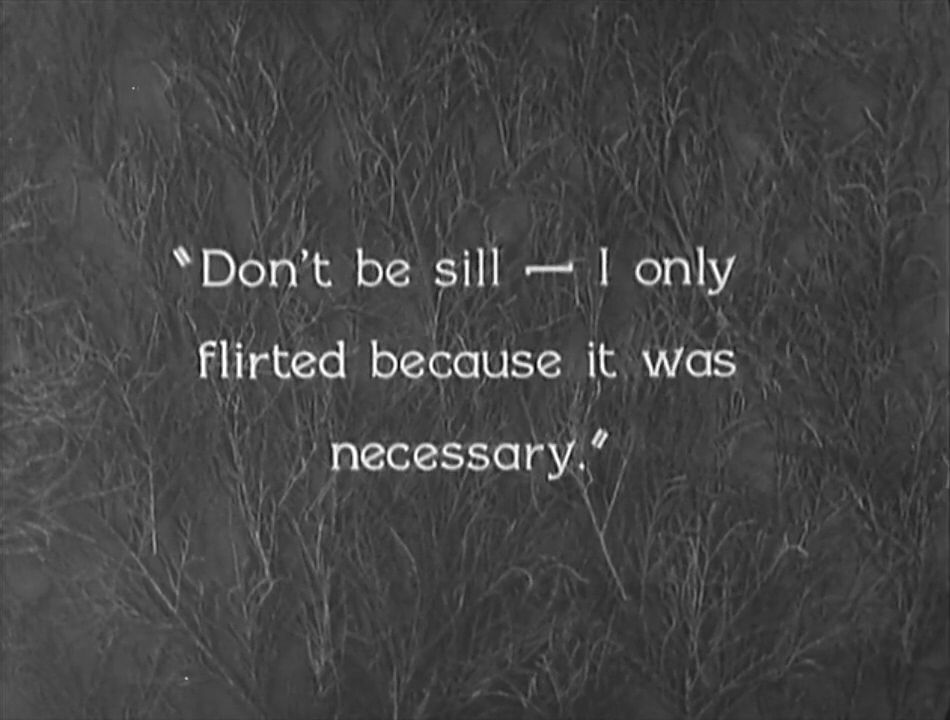 "Don't be sill — I only
flirted because it was
necessary."